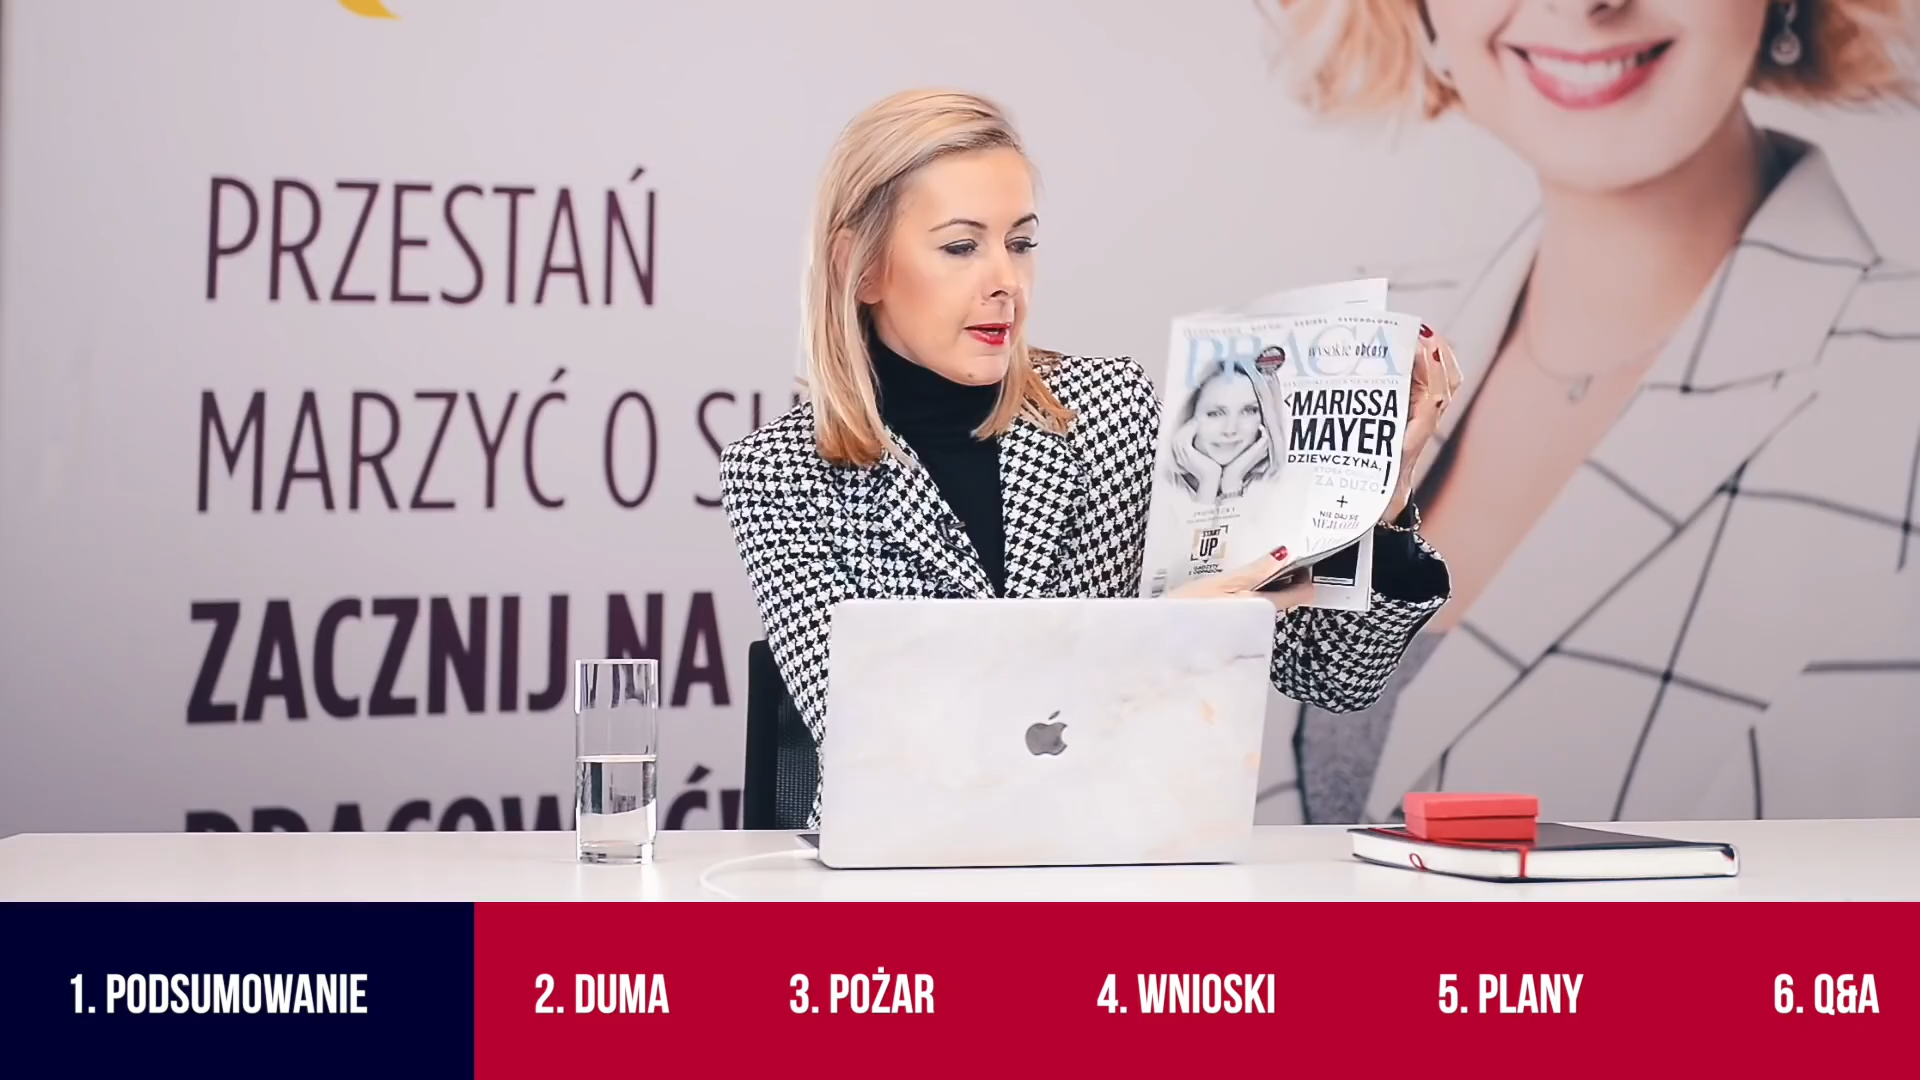 PRZESTAŃ
MARZYĆ O
ZACZNIJ NA
PRACOWAĆ!
PRACA
wysokie obcasy
MARISSA
MAYER
DZIEWCZYNA,
ZA DUŻO!
+
NIE DAJ SIĘ
START
UP
1. PODSUMOWANIE
2. DUMA
3. POŻAR
4. WNIOSKI
5. PLANY
6. Q&A